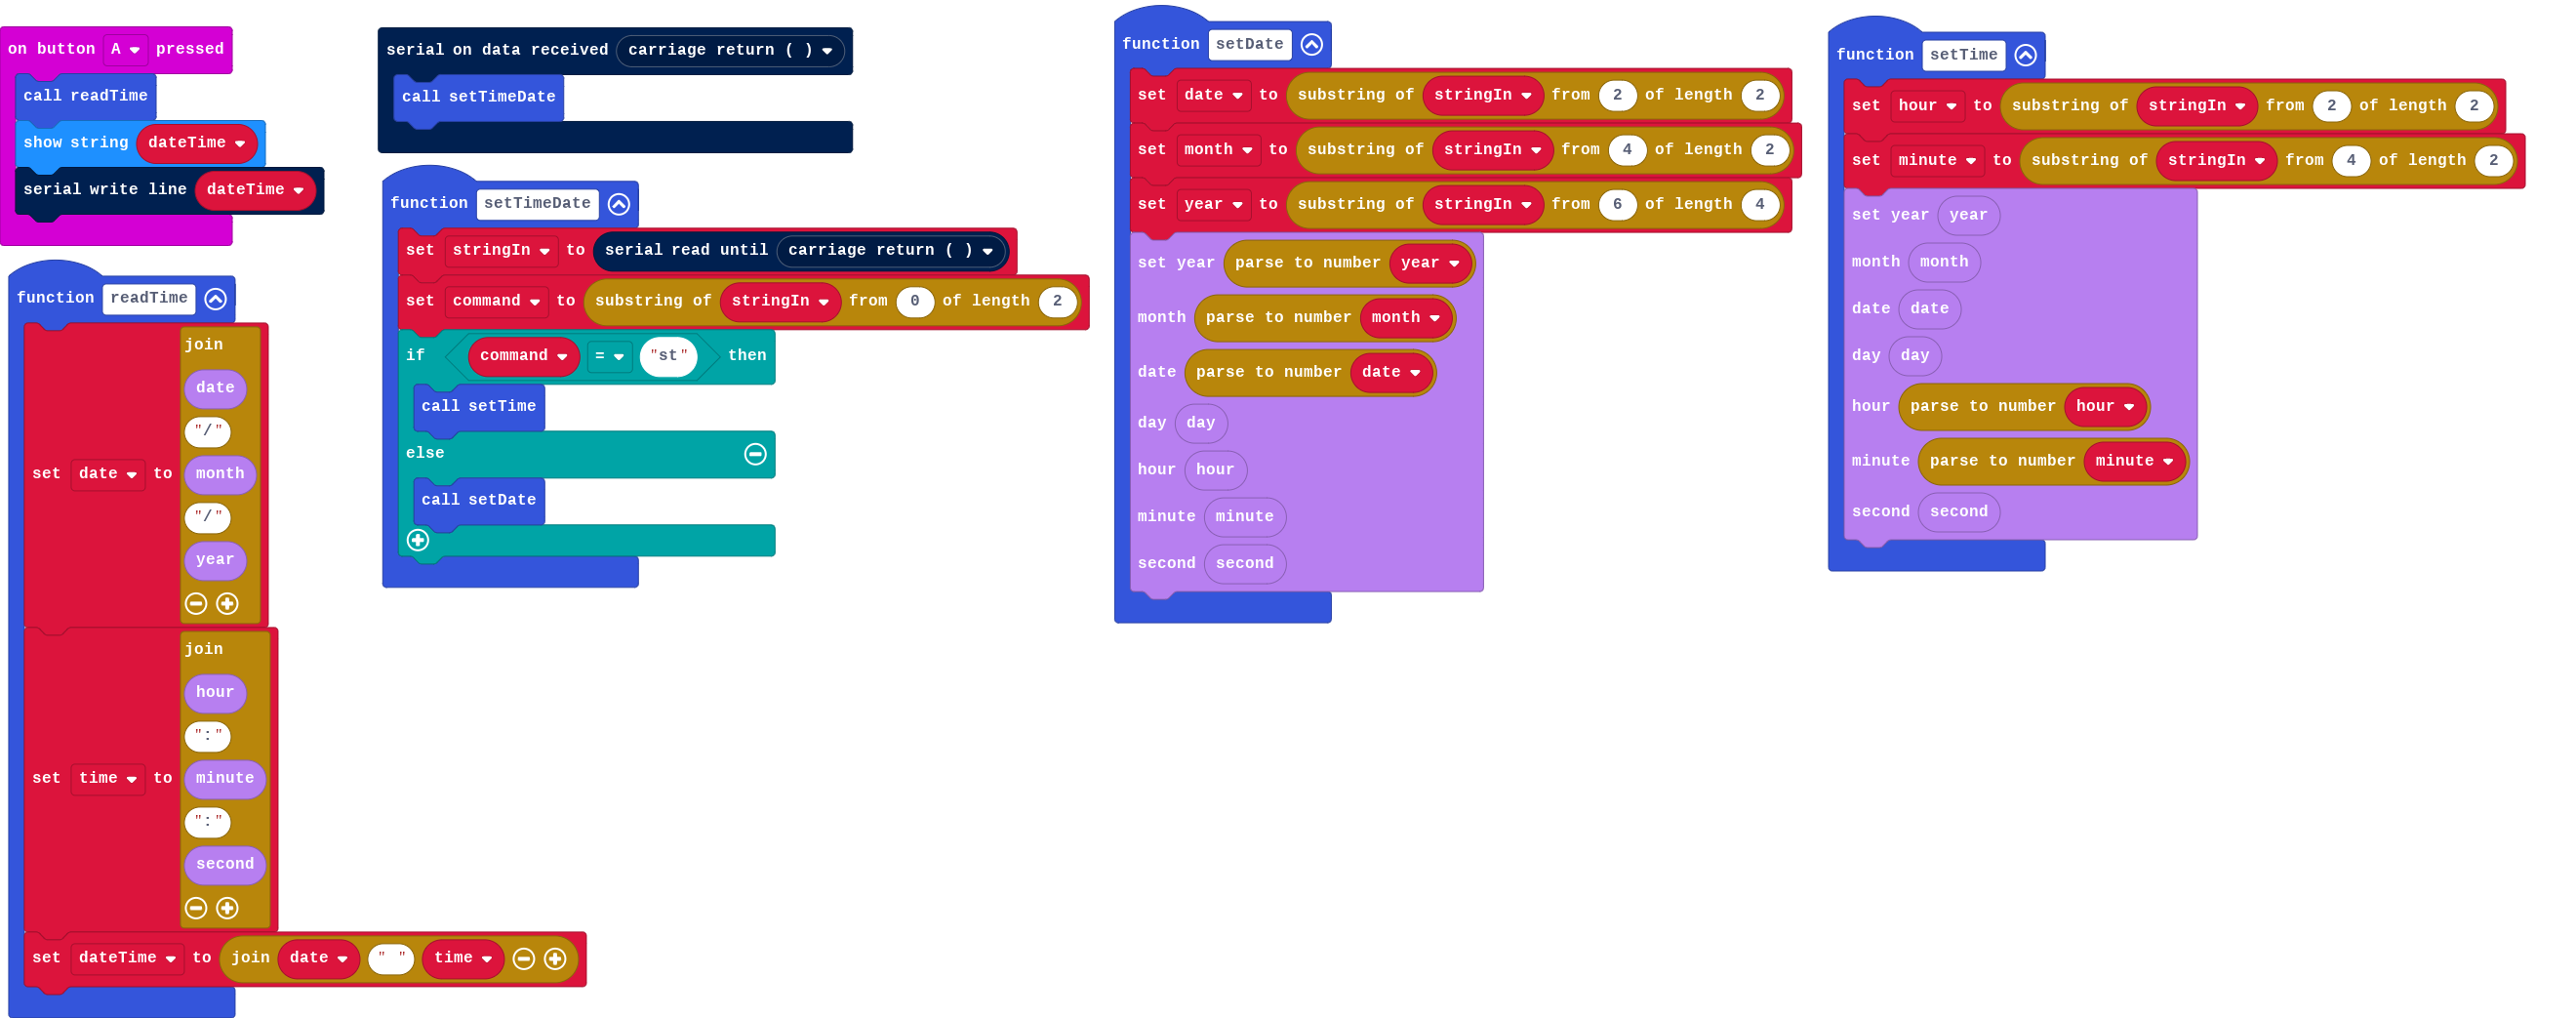 on button A pressed
call readTime
show string dateTime
serial write line dateTime
function readTime
set date to join date "/" month "/" year
set time to join hour ":" minute ":" second
set dateTime to join date " " time
serial on data received carriage return ( )
call setTimeDate
function setTimeDate
set stringIn to serial read until carriage return ( )
set command to substring of stringIn from 0 of length 2
if command = "st" then
call setTime
else
call setDate
function setDate
set date to substring of stringIn from 2 of length 2
set month to substring of stringIn from 4 of length 2
set year to substring of stringIn from 6 of length 4
set year parse to number year
month parse to number month
date parse to number date
day day
hour hour
minute minute
second second
function setTime
set hour to substring of stringIn from 2 of length 2
set minute to substring of stringIn from 4 of length 2
set year year
month month
date date
day day
hour parse to number hour
minute parse to number minute
second second